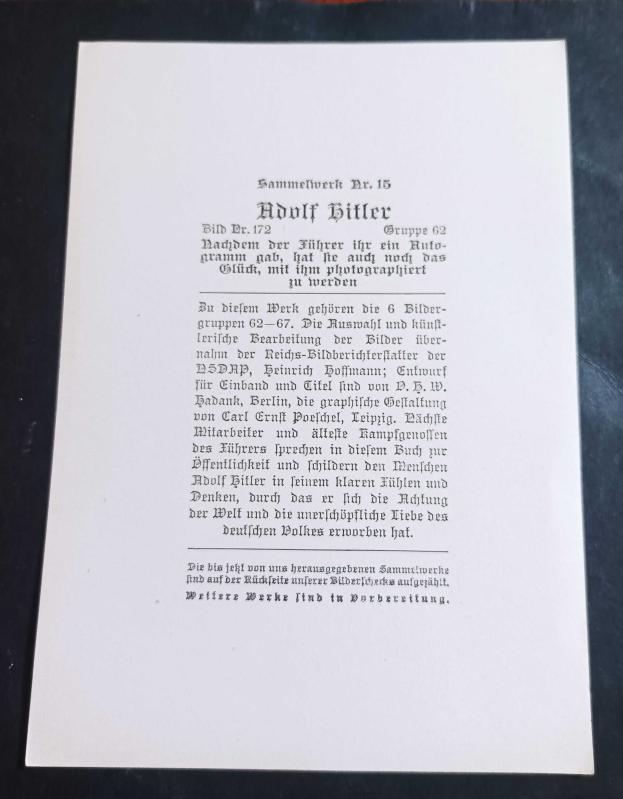 Sammelwerk Nr. 15
Adolf Hitler
Bild Nr. 172 Gruppe 62
Nachdem der Führer ihr ein Auto-
gramm gab, hat sie auch noch das
Glück, mit ihm photographiert
zu werden
Zu diesem Werk gehören die 6 Bilder-
gruppen 62–67. Die Auswahl und künst-
lerische Bearbeitung der Bilder über-
nahm der Reichs-Bildberichterstatter der
NSDAP, Heinrich Hoffmann; Entwurf
für Einband und Titel sind von O. H. W.
Hadank, Berlin, die graphische Gestaltung
von Carl Ernst Poeschel, Leipzig. Nächste
Mitarbeiter und älteste Kampfgenossen
des Führers sprechen in diesem Buch zur
Öffentlichkeit und schildern den Menschen
Adolf Hitler in seinem klaren Fühlen und
Denken, durch das er sich die Achtung
der Welt und die unerschöpfliche Liebe des
deutschen Volkes erworben hat.
Die bis jetzt von uns herausgegebenen Sammelwerke
sind auf der Rückseite unserer Bilderschecks aufgezählt.
Weitere Werke sind in Vorbereitung.